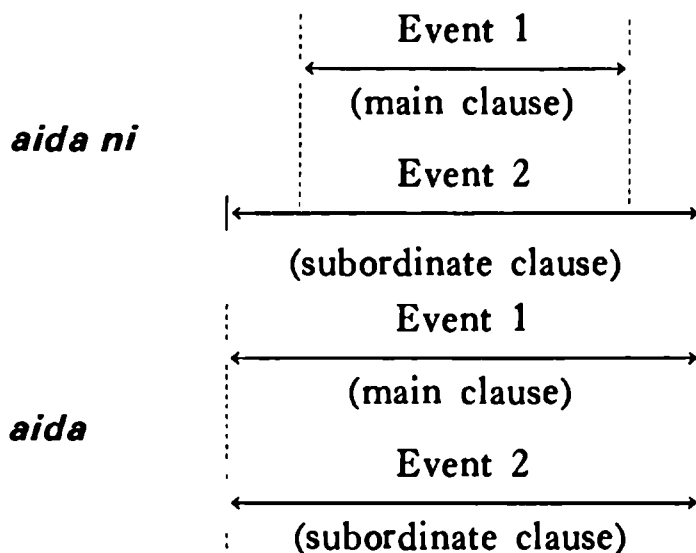 Event 1
(main clause)
aida ni
Event 2
(subordinate clause)
Event 1
(main clause)
aida
Event 2
(subordinate clause)